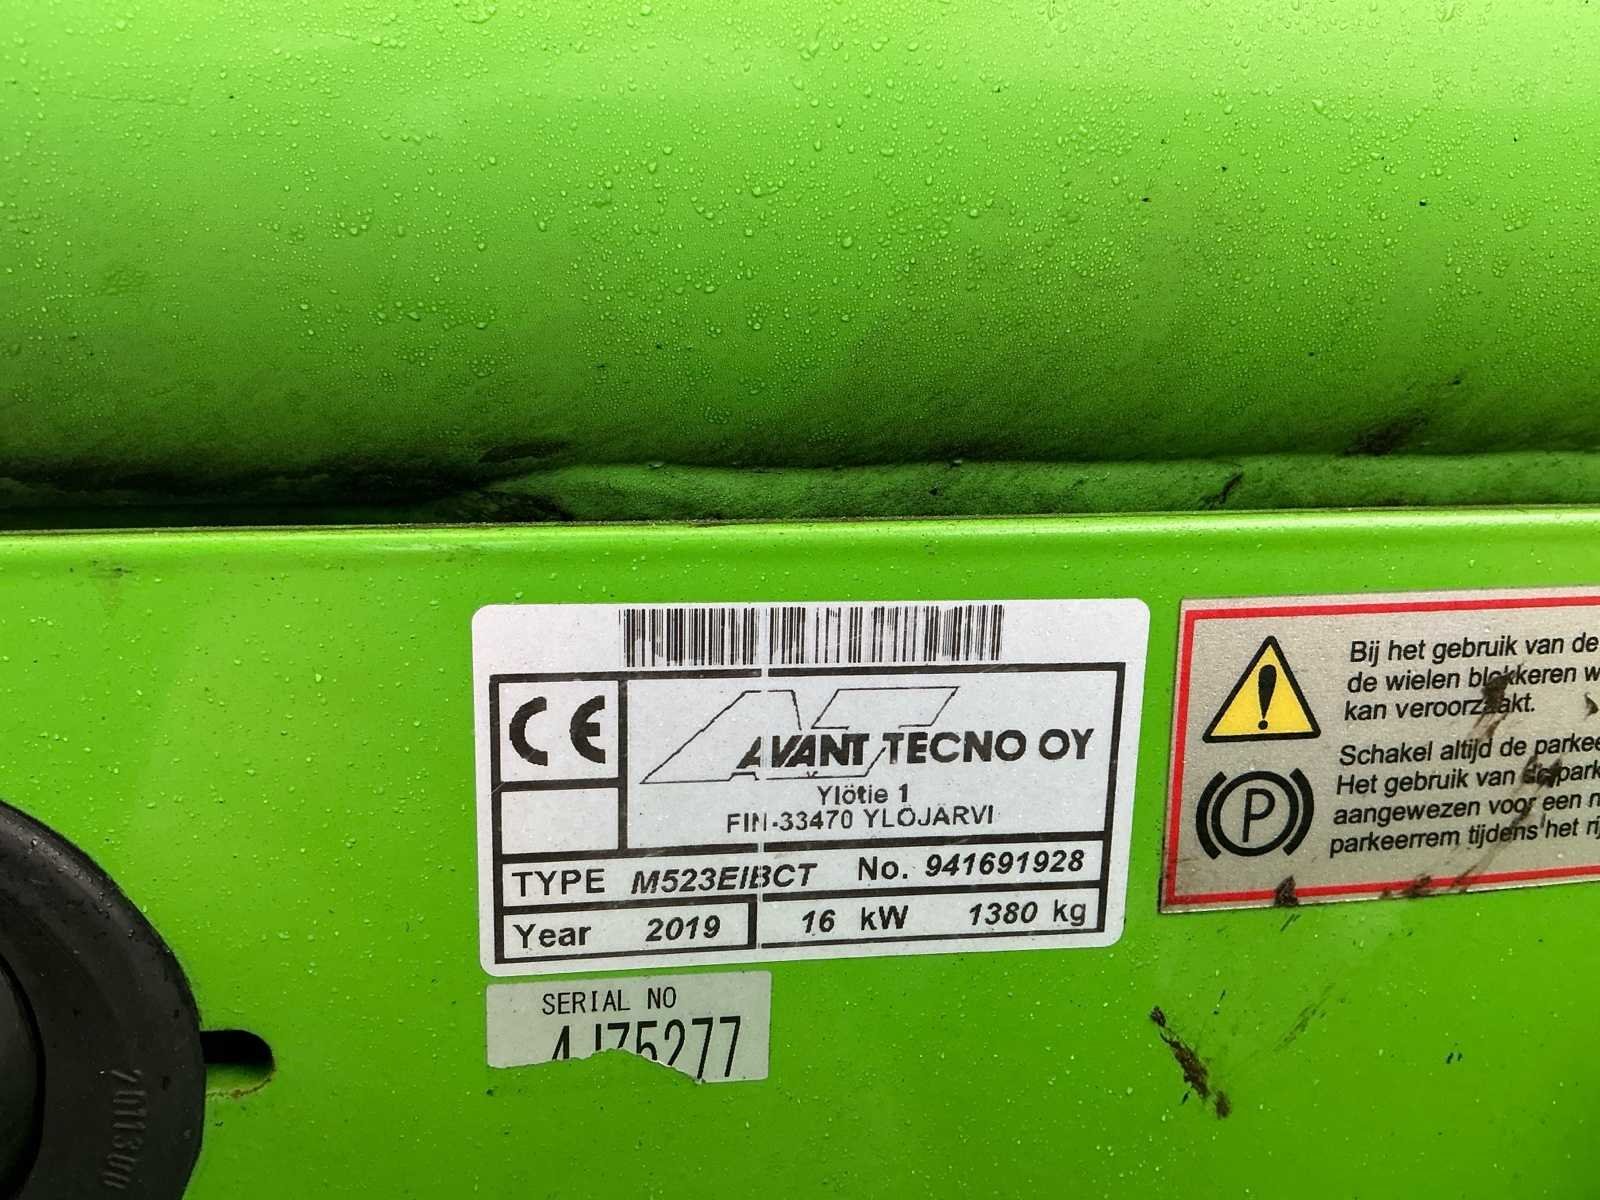 CE
AVANT TECNO OY
Ylötie 1
FIN-33470 YLÖJÄRVI
TYPE M523EIBCT No. 941691928
Year 2019 16 kW 1380 kg
SERIAL NO
4J75277
Bij het gebruik van de
de wielen blokkeren
kan veroorzaakt.
P
Schakel altijd de
Het gebruik van
aangewezen voor een
parkeerrem tijdens het